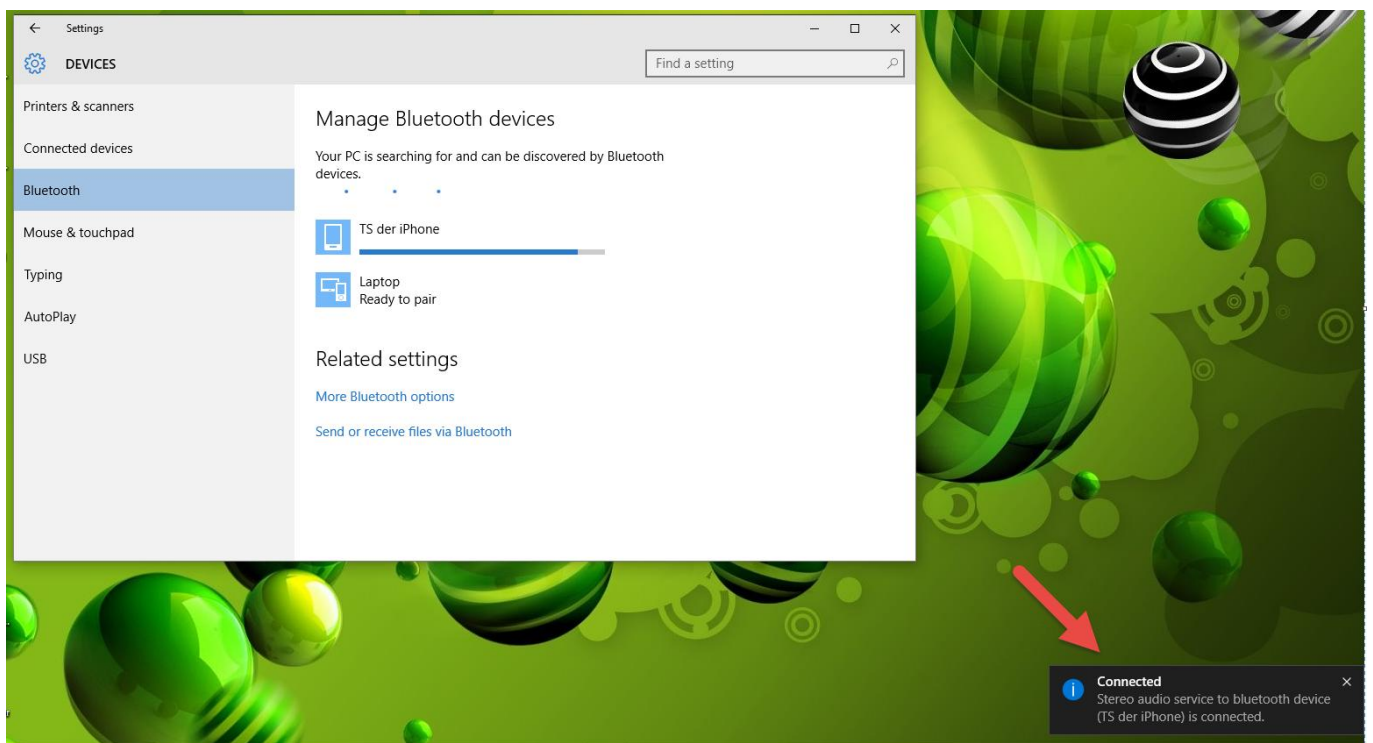 Settings
DEVICES
Find a setting
Printers & scanners
Connected devices
Bluetooth
Mouse & touchpad
Typing
AutoPlay
USB
Manage Bluetooth devices
Your PC is searching for and can be discovered by Bluetooth
devices.
TS der iPhone
Laptop
Ready to pair
Related settings
More Bluetooth options
Send or receive files via Bluetooth
Connected
Stereo audio service to bluetooth device
(TS der iPhone) is connected.